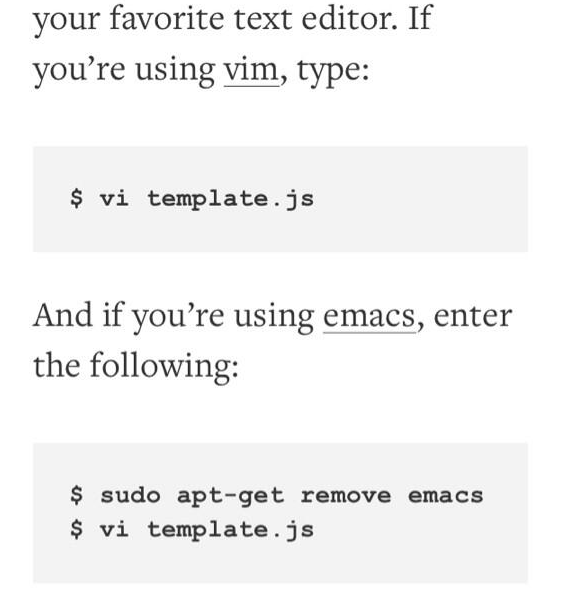 your favorite text editor. If
you’re using vim, type:
$ vi template.js
And if you’re using emacs, enter
the following:
$ sudo apt-get remove emacs
$ vi template.js